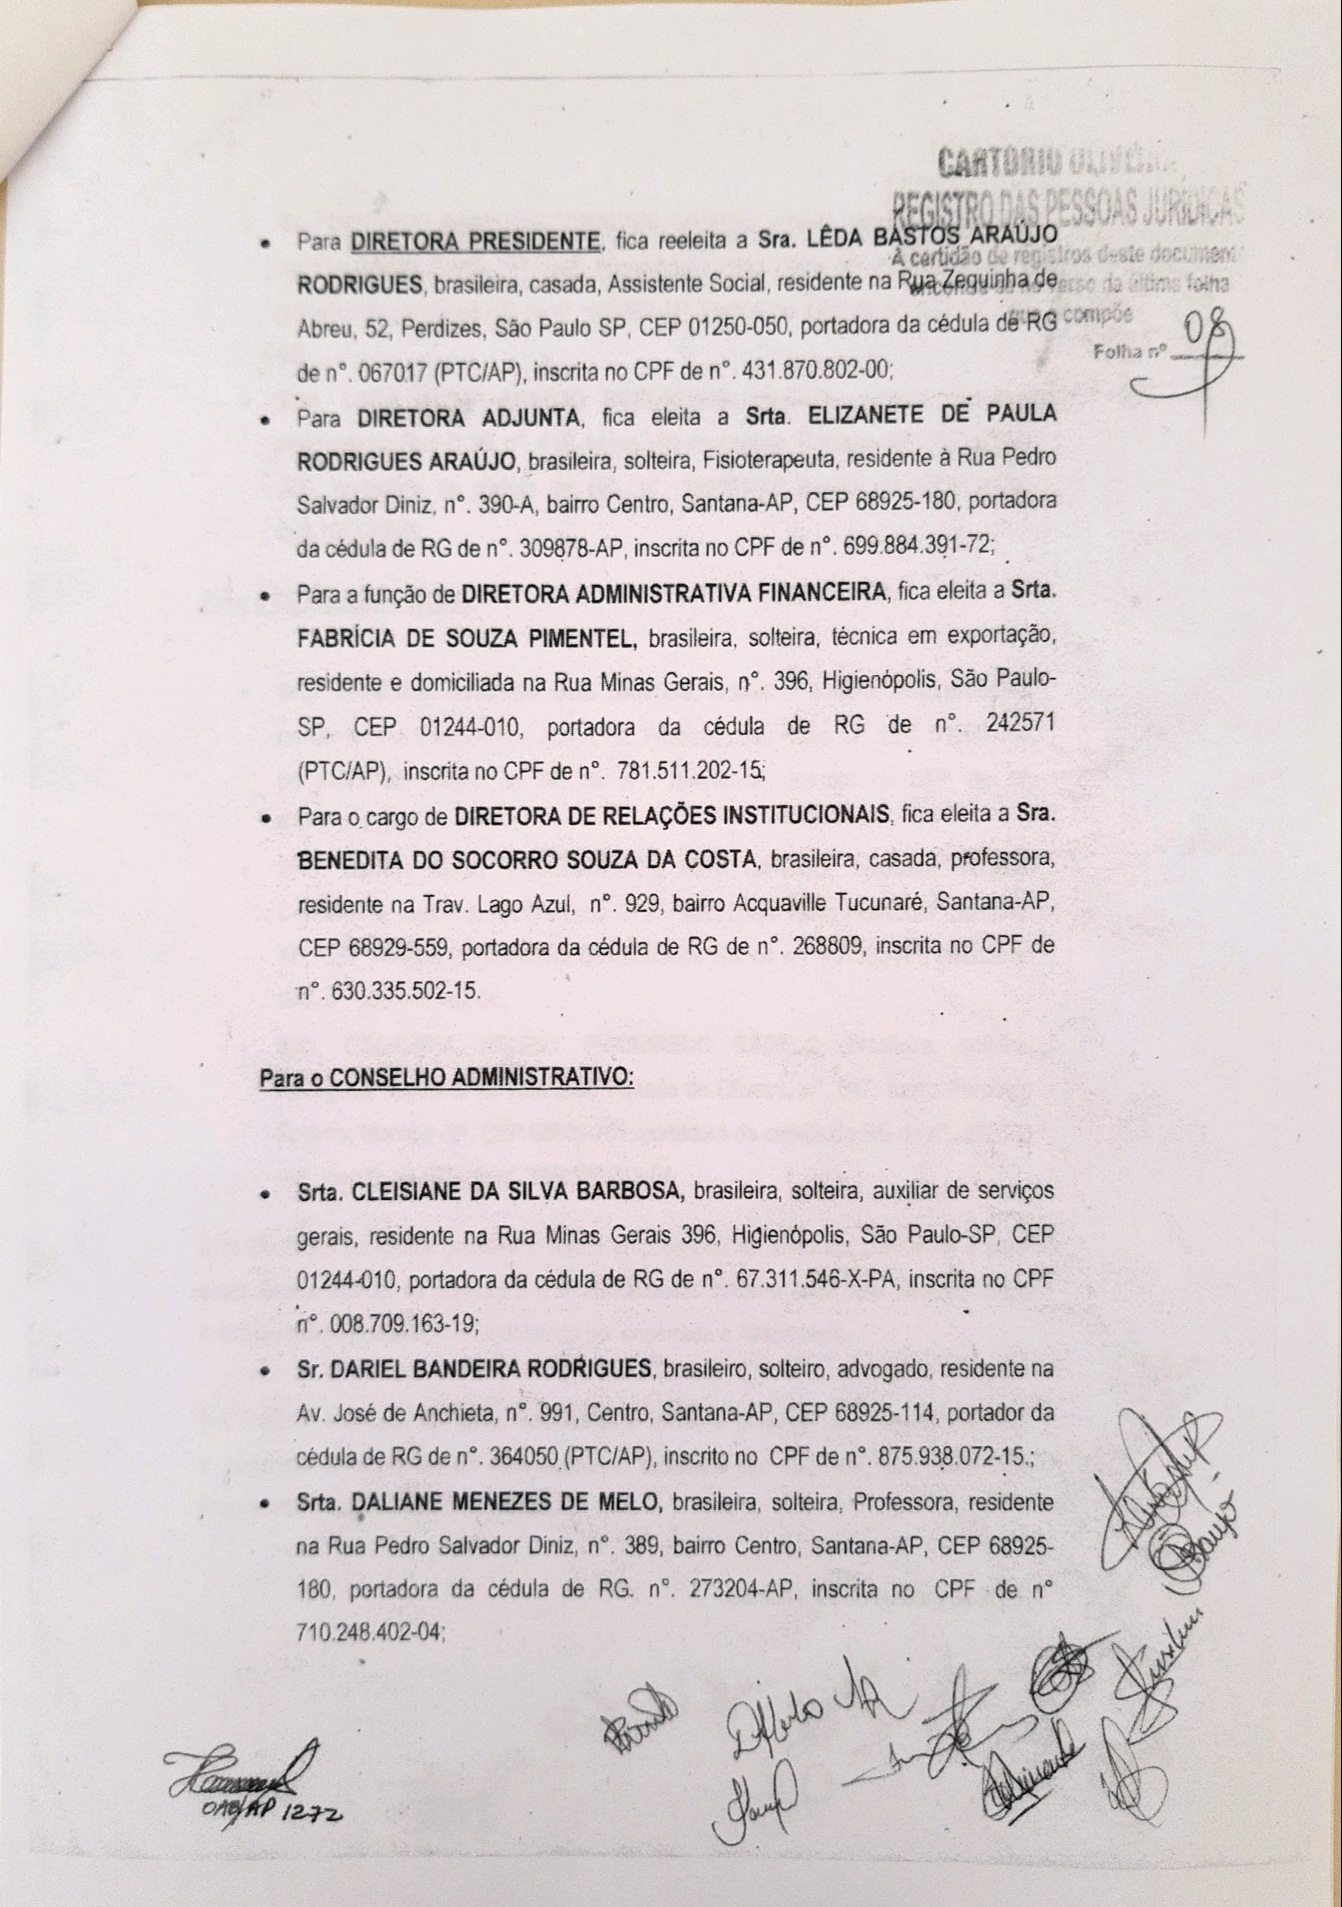 CARTÓRIO OLIVEIRA
REGISTRO DAS PESSOAS JURÍDICAS
A certidão de registros deste document
verso da última folha
compõe
Folha nº 08
• Para DIRETORA PRESIDENTE, fica reeleita a Sra. LÊDA BASTOS ARAÚJO
RODRIGUES, brasileira, casada, Assistente Social, residente na Rua Zequinha de
Abreu, 52, Perdizes, São Paulo SP, CEP 01250-050, portadora da cédula de RG
de n°. 067017 (PTC/AP), inscrita no CPF de n°. 431.870.802-00;
• Para DIRETORA ADJUNTA, fica eleita a Srta. ELIZANETE DE PAULA
RODRIGUES ARAÚJO, brasileira, solteira, Fisioterapeuta, residente à Rua Pedro
Salvador Diniz, n°. 390-A, bairro Centro, Santana-AP, CEP 68925-180, portadora
da cédula de RG de n°. 309878-AP, inscrita no CPF de n°. 699.884.391-72;
• Para a função de DIRETORA ADMINISTRATIVA FINANCEIRA, fica eleita a Srta.
FABRÍCIA DE SOUZA PIMENTEL, brasileira, solteira, técnica em exportação,
residente e domiciliada na Rua Minas Gerais, n°. 396, Higienópolis, São Paulo-
SP, CEP 01244-010, portadora da cédula de RG de n°. 242571
(PTC/AP), inscrita no CPF de n°. 781.511.202-15;
• Para o cargo de DIRETORA DE RELAÇÕES INSTITUCIONAIS, fica eleita a Sra.
BENEDITA DO SOCORRO SOUZA DA COSTA, brasileira, casada, professora,
residente na Trav. Lago Azul, n°. 929, bairro Acquaville Tucunaré, Santana-AP,
CEP 68929-559, portadora da cédula de RG de n°. 268809, inscrita no CPF de
n°. 630.335.502-15.
Para o CONSELHO ADMINISTRATIVO:
• Srta. CLEISIANE DA SILVA BARBOSA, brasileira, solteira, auxiliar de serviços
gerais, residente na Rua Minas Gerais 396, Higienópolis, São Paulo-SP, CEP
01244-010, portadora da cédula de RG de n°. 67.311.546-X-PA, inscrita no CPF
n°. 008.709.163-19;
• Sr. DARIEL BANDEIRA RODRIGUES, brasileiro, solteiro, advogado, residente na
Av. José de Anchieta, n°. 991, Centro, Santana-AP, CEP 68925-114, portador da
cédula de RG de n°. 364050 (PTC/AP), inscrito no CPF de n°. 875.938.072-15.;
• Srta. DALIANE MENEZES DE MELO, brasileira, solteira, Professora, residente
na Rua Pedro Salvador Diniz, n°. 389, bairro Centro, Santana-AP, CEP 68925-
180, portadora da cédula de RG. n°. 273204-AP, inscrita no CPF de n°
710.248.402-04;
OAB/AP 1272